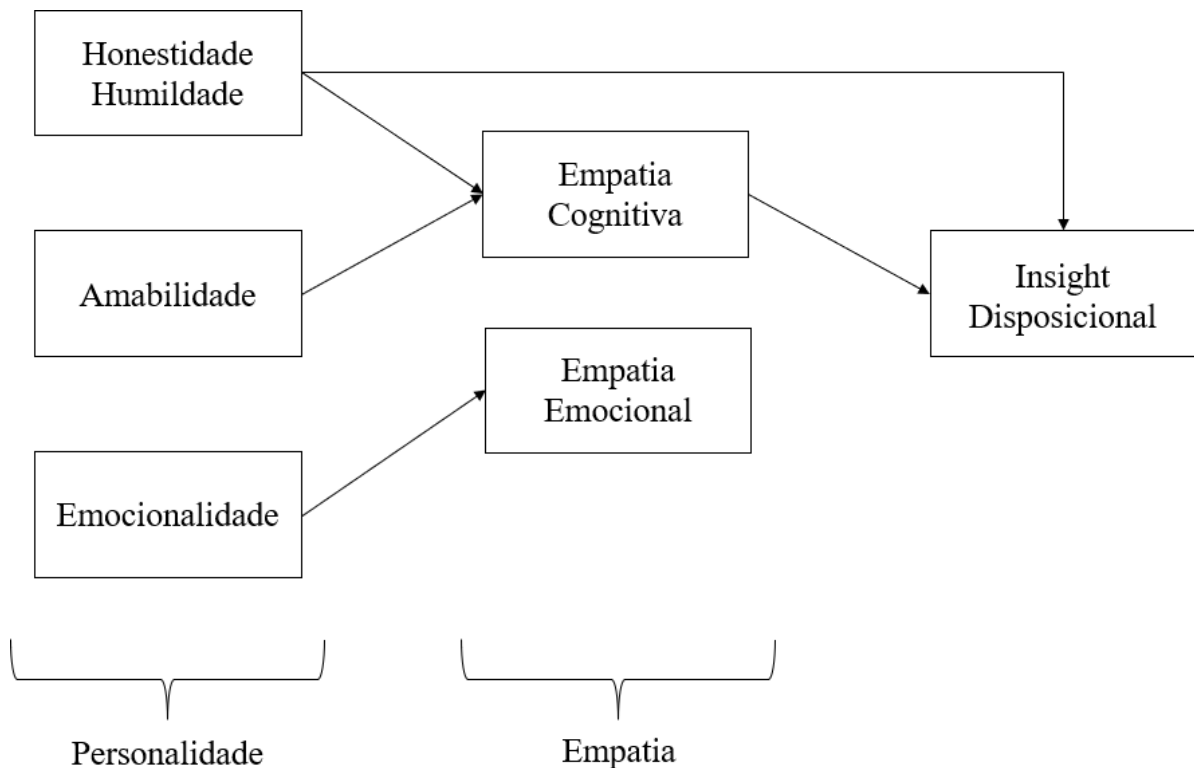 Honestidade
Humildade
Empatia
Cognitiva
Amabilidade
Insight
Disposicional
Empatia
Emocional
Emocionalidade
Personalidade
Empatia